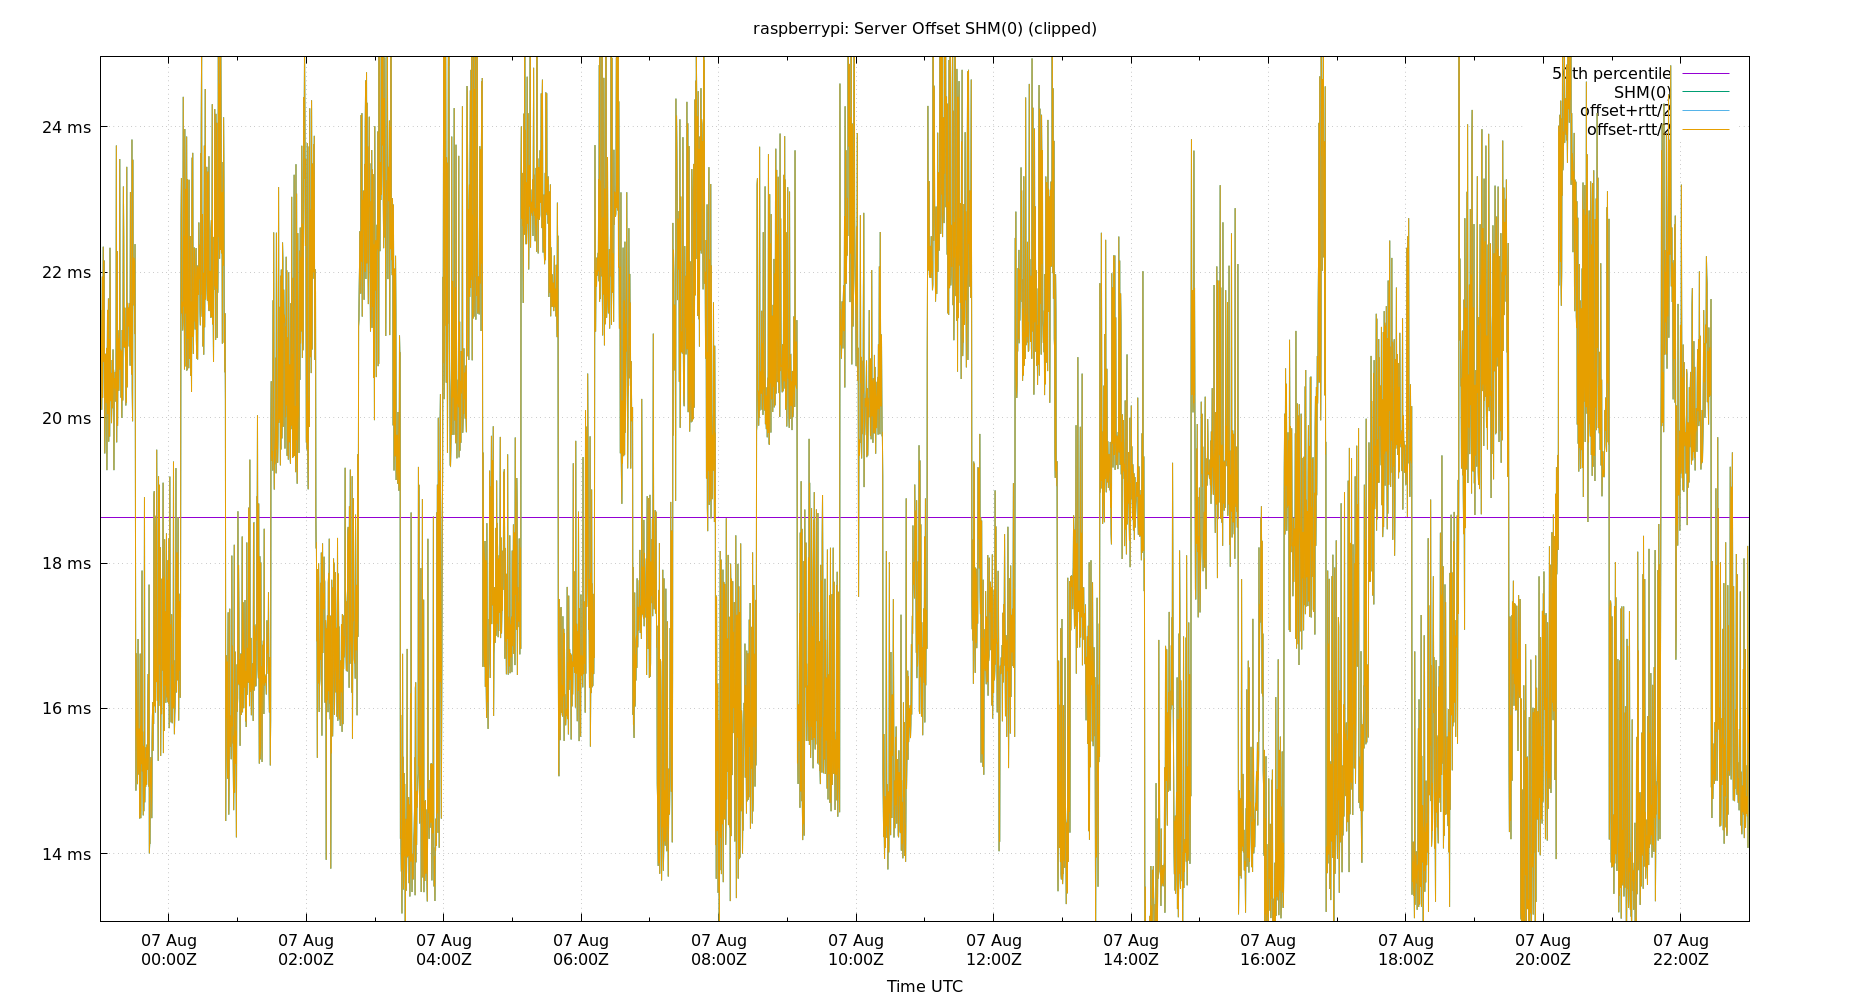 raspberrypi: Server Offset SHM(0) (clipped)
50th percentile
SHM(0)
offset+rtt/2
offset-rtt/2
24 ms
22 ms
20 ms
18 ms
16 ms
14 ms
07 Aug 07 Aug 07 Aug 07 Aug 07 Aug 07 Aug 07 Aug 07 Aug 07 Aug 07 Aug 07 Aug 07 Aug
00:00Z 02:00Z 04:00Z 06:00Z 08:00Z 10:00Z 12:00Z 14:00Z 16:00Z 18:00Z 20:00Z 22:00Z
Time UTC